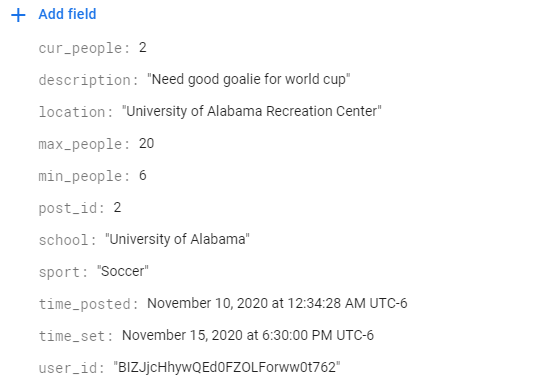 + Add field
cur_people: 2
description: "Need good goalie for world cup"
location: "University of Alabama Recreation Center"
max_people: 20
min_people: 6
post_id: 2
school: "University of Alabama"
sport: "Soccer"
time_posted: November 10, 2020 at 12:34:28 AM UTC-6
time_set: November 15, 2020 at 6:30:00 PM UTC-6
user_id: "BIZJjcHhywQEd0FZOLForww0t762"